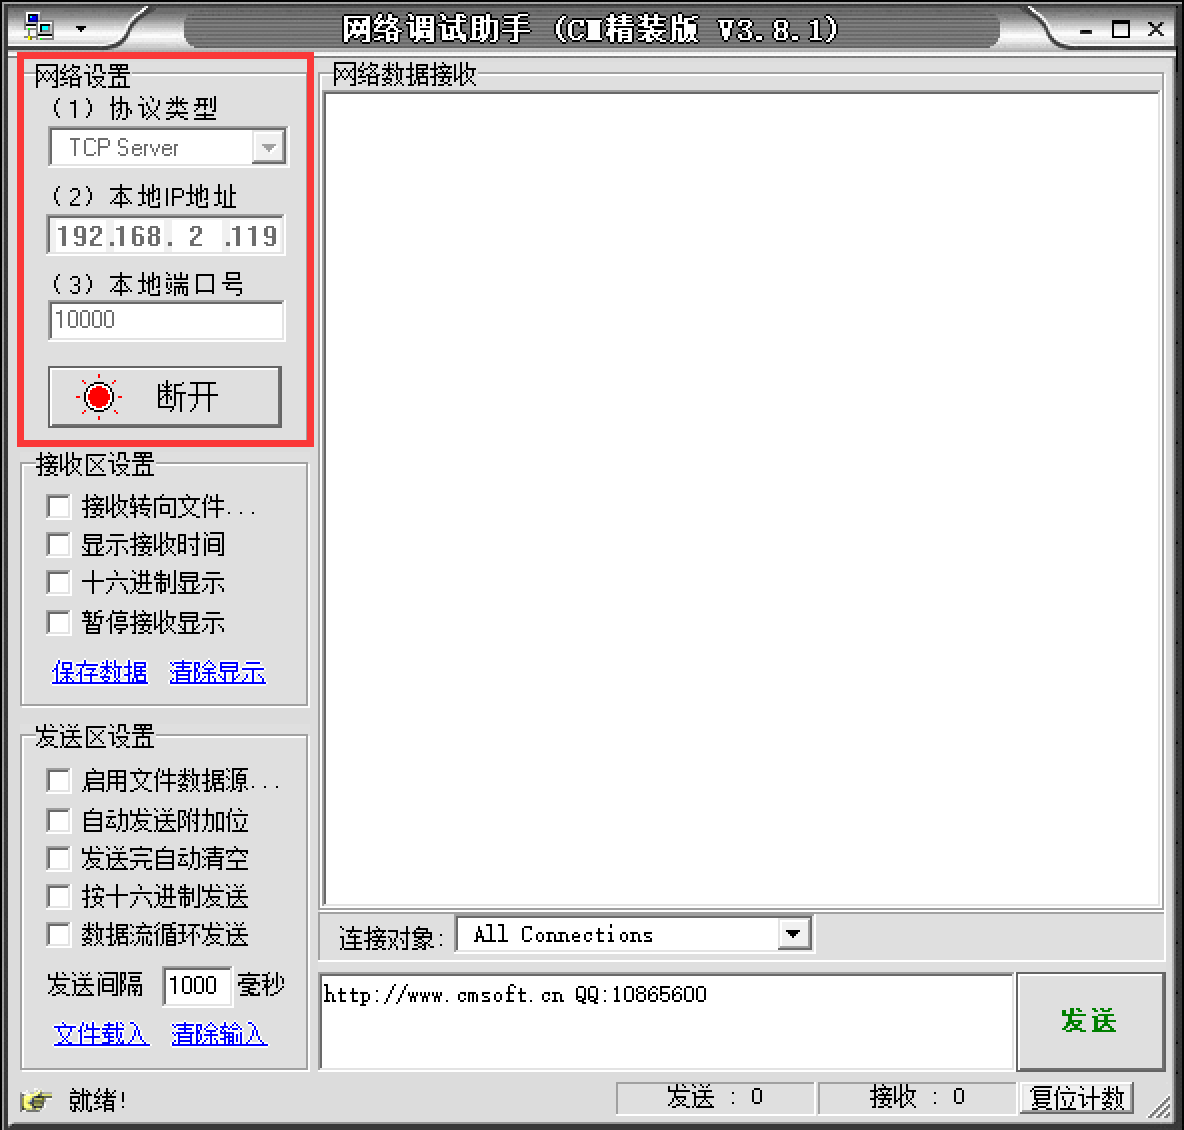 网络调试助手 (CM精装版 V3.8.1)
网络设置
(1) 协议类型
TCP Server
(2) 本地IP地址
192.168. 2 .119
(3) 本地端口号
10000
断开
接收区设置
接收转向文件...
显示接收时间
十六进制显示
暂停接收显示
保存数据 清除显示
发送区设置
启用文件数据源...
自动发送附加位
发送完自动清空
按十六进制发送
数据流循环发送
发送间隔 1000 毫秒
文件载入 清除输入
网络数据接收
连接对象: All Connections
http://www.cmsoft.cn QQ:10865600
发送
就绪!
发送 : 0
接收 : 0
复位计数